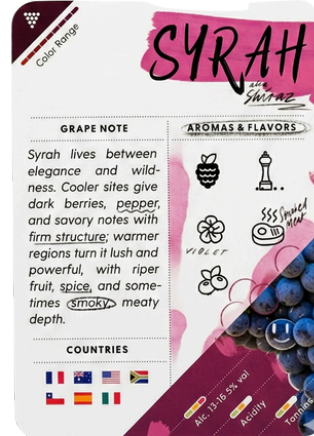 Color Range
SYRAH
aka
Shiraz
GRAPE NOTE
Syrah lives between
elegance and wild-
ness. Cooler sites give
dark berries, pepper,
and savory notes with
firm structure; warmer
regions turn it lush and
powerful, with riper
fruit, spice, and some-
times smoky, meaty
depth.
COUNTRIES
AROMAS & FLAVORS
VIOLET
Smoked
meat
Alc. 13-16.5% vol
Acidity
Tannins